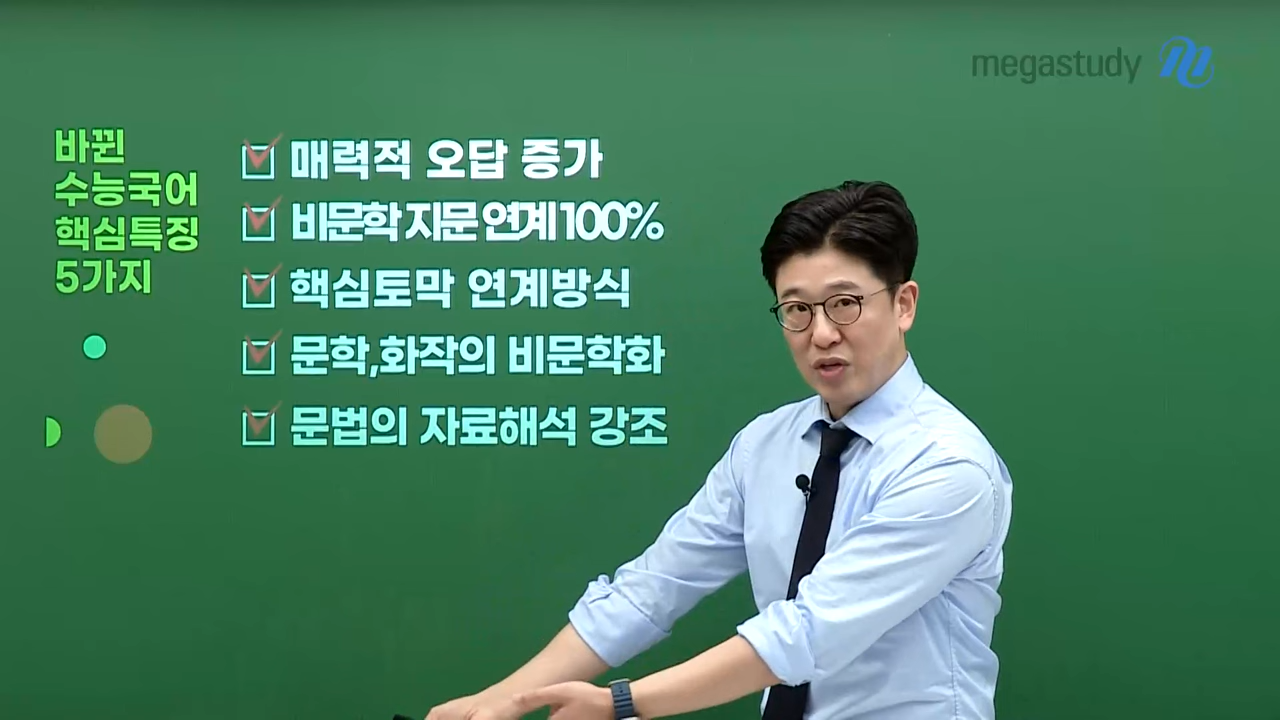 megastudy
바뀐
수능국어
핵심특징
5가지
매력적 오답 증가
비문학 지문 연계 100%
핵심토막 연계방식
문학,화작의 비문학화
문법의 자료해석 강조